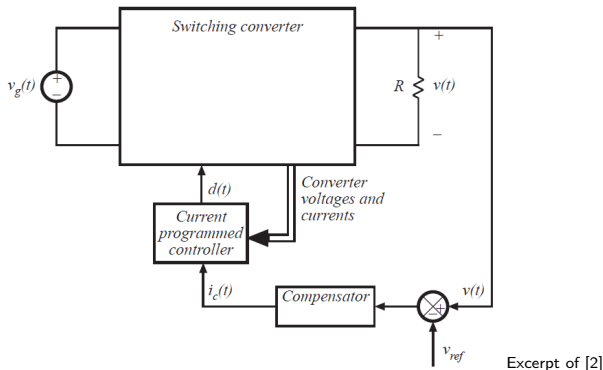 Switching converter
+
v_g(t)
+
−
R
v(t)
−
d(t)
Converter
voltages and
currents
Current
programmed
controller
i_c(t)
Compensator
+
−
v(t)
v_ref
Excerpt of [2]